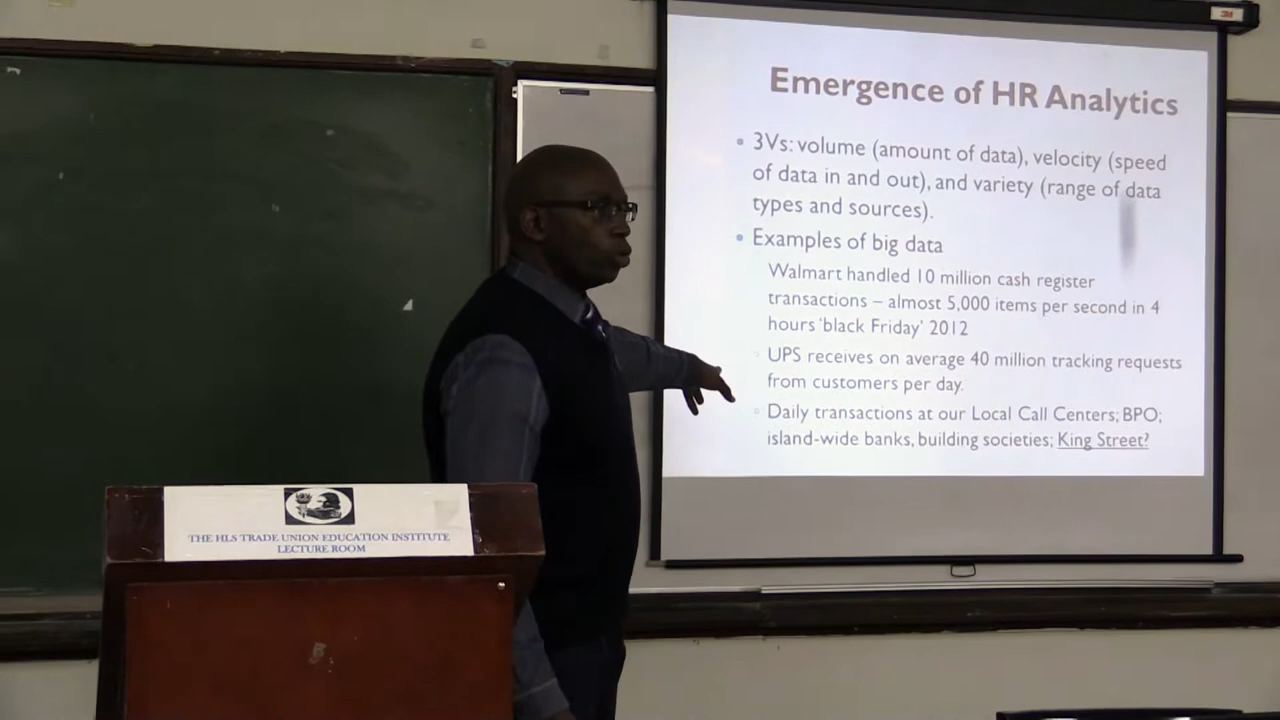 3M
Emergence of HR Analytics
• 3Vs: volume (amount of data), velocity (speed
of data in and out), and variety (range of data
types and sources).
• Examples of big data
Walmart handled 10 million cash register
transactions – almost 5,000 items per second in 4
hours 'black Friday' 2012
◦ UPS receives on average 40 million tracking requests
from customers per day.
◦ Daily transactions at our Local Call Centers; BPO;
island-wide banks, building societies; King Street?
THE HLS TRADE UNION EDUCATION INSTITUTE
LECTURE ROOM